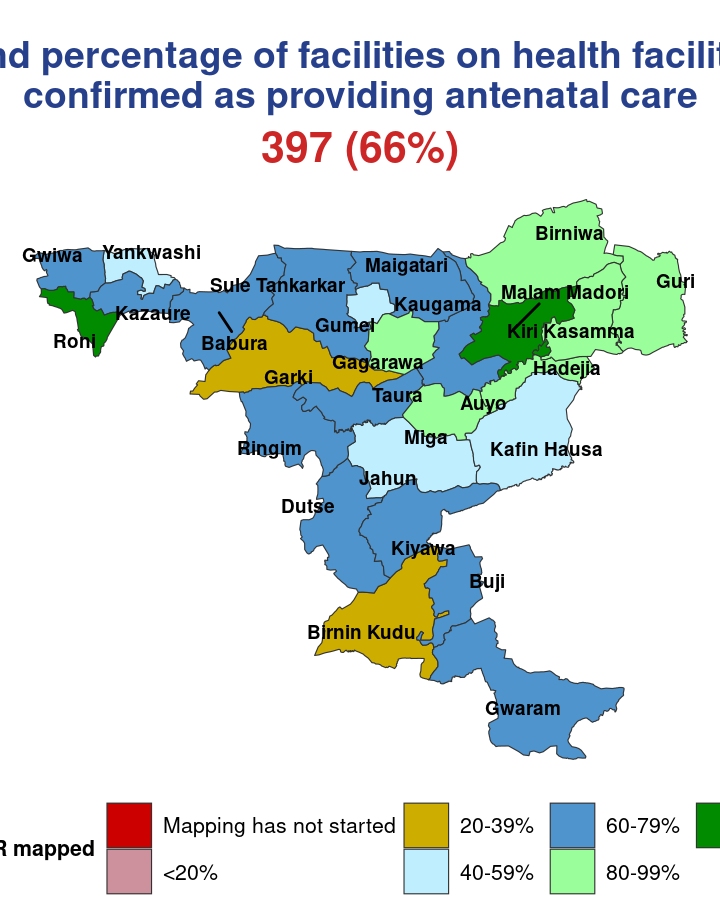 nd percentage of facilities on health facilit
confirmed as providing antenatal care
397 (66%)
Birniwa
Gwiwa
Yankwashi
Maigatari
Guri
Sule Tankarkar
Malam Madori
Kaugama
Kazaure
Gumel
Kiri Kasamma
Roni
Babura
Gagarawa
Hadejia
Garki
Taura
Auyo
Miga
Ringim
Kafin Hausa
Jahun
Dutse
Kiyawa
Buji
Birnin Kudu
Gwaram
R mapped
Mapping has not started
20-39%
60-79%
<20%
40-59%
80-99%